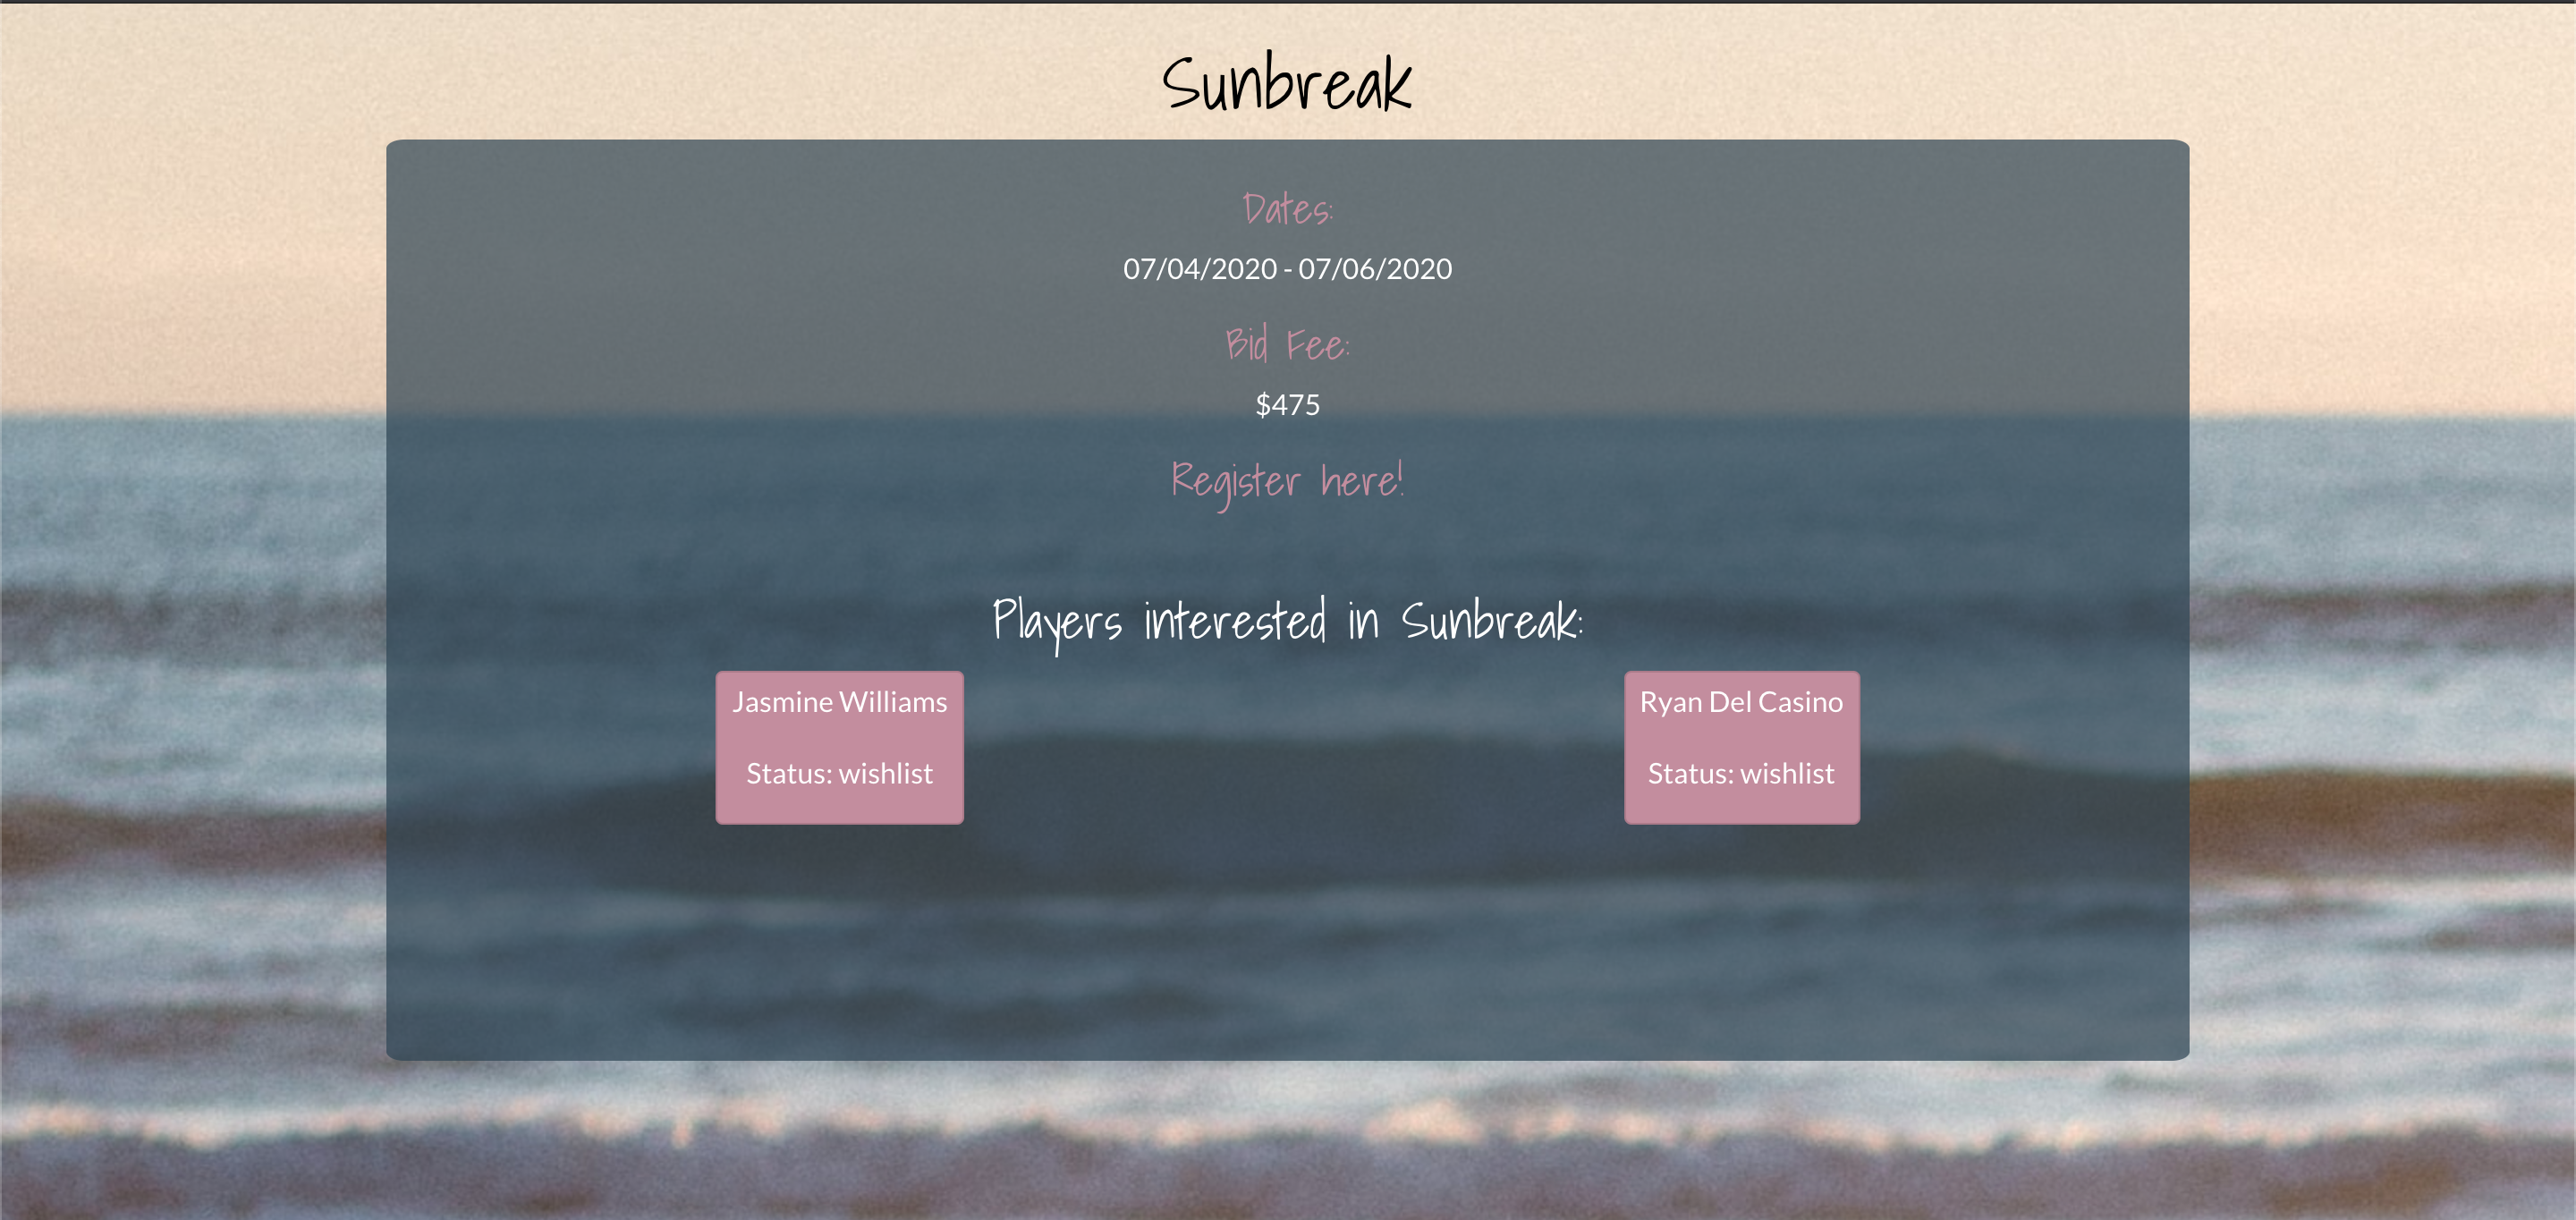 Sunbreak
Dates:
07/04/2020 - 07/06/2020
Bid Fee:
$475
Register here!
Players interested in Sunbreak:
Jasmine Williams
Status: wishlist
Ryan Del Casino
Status: wishlist